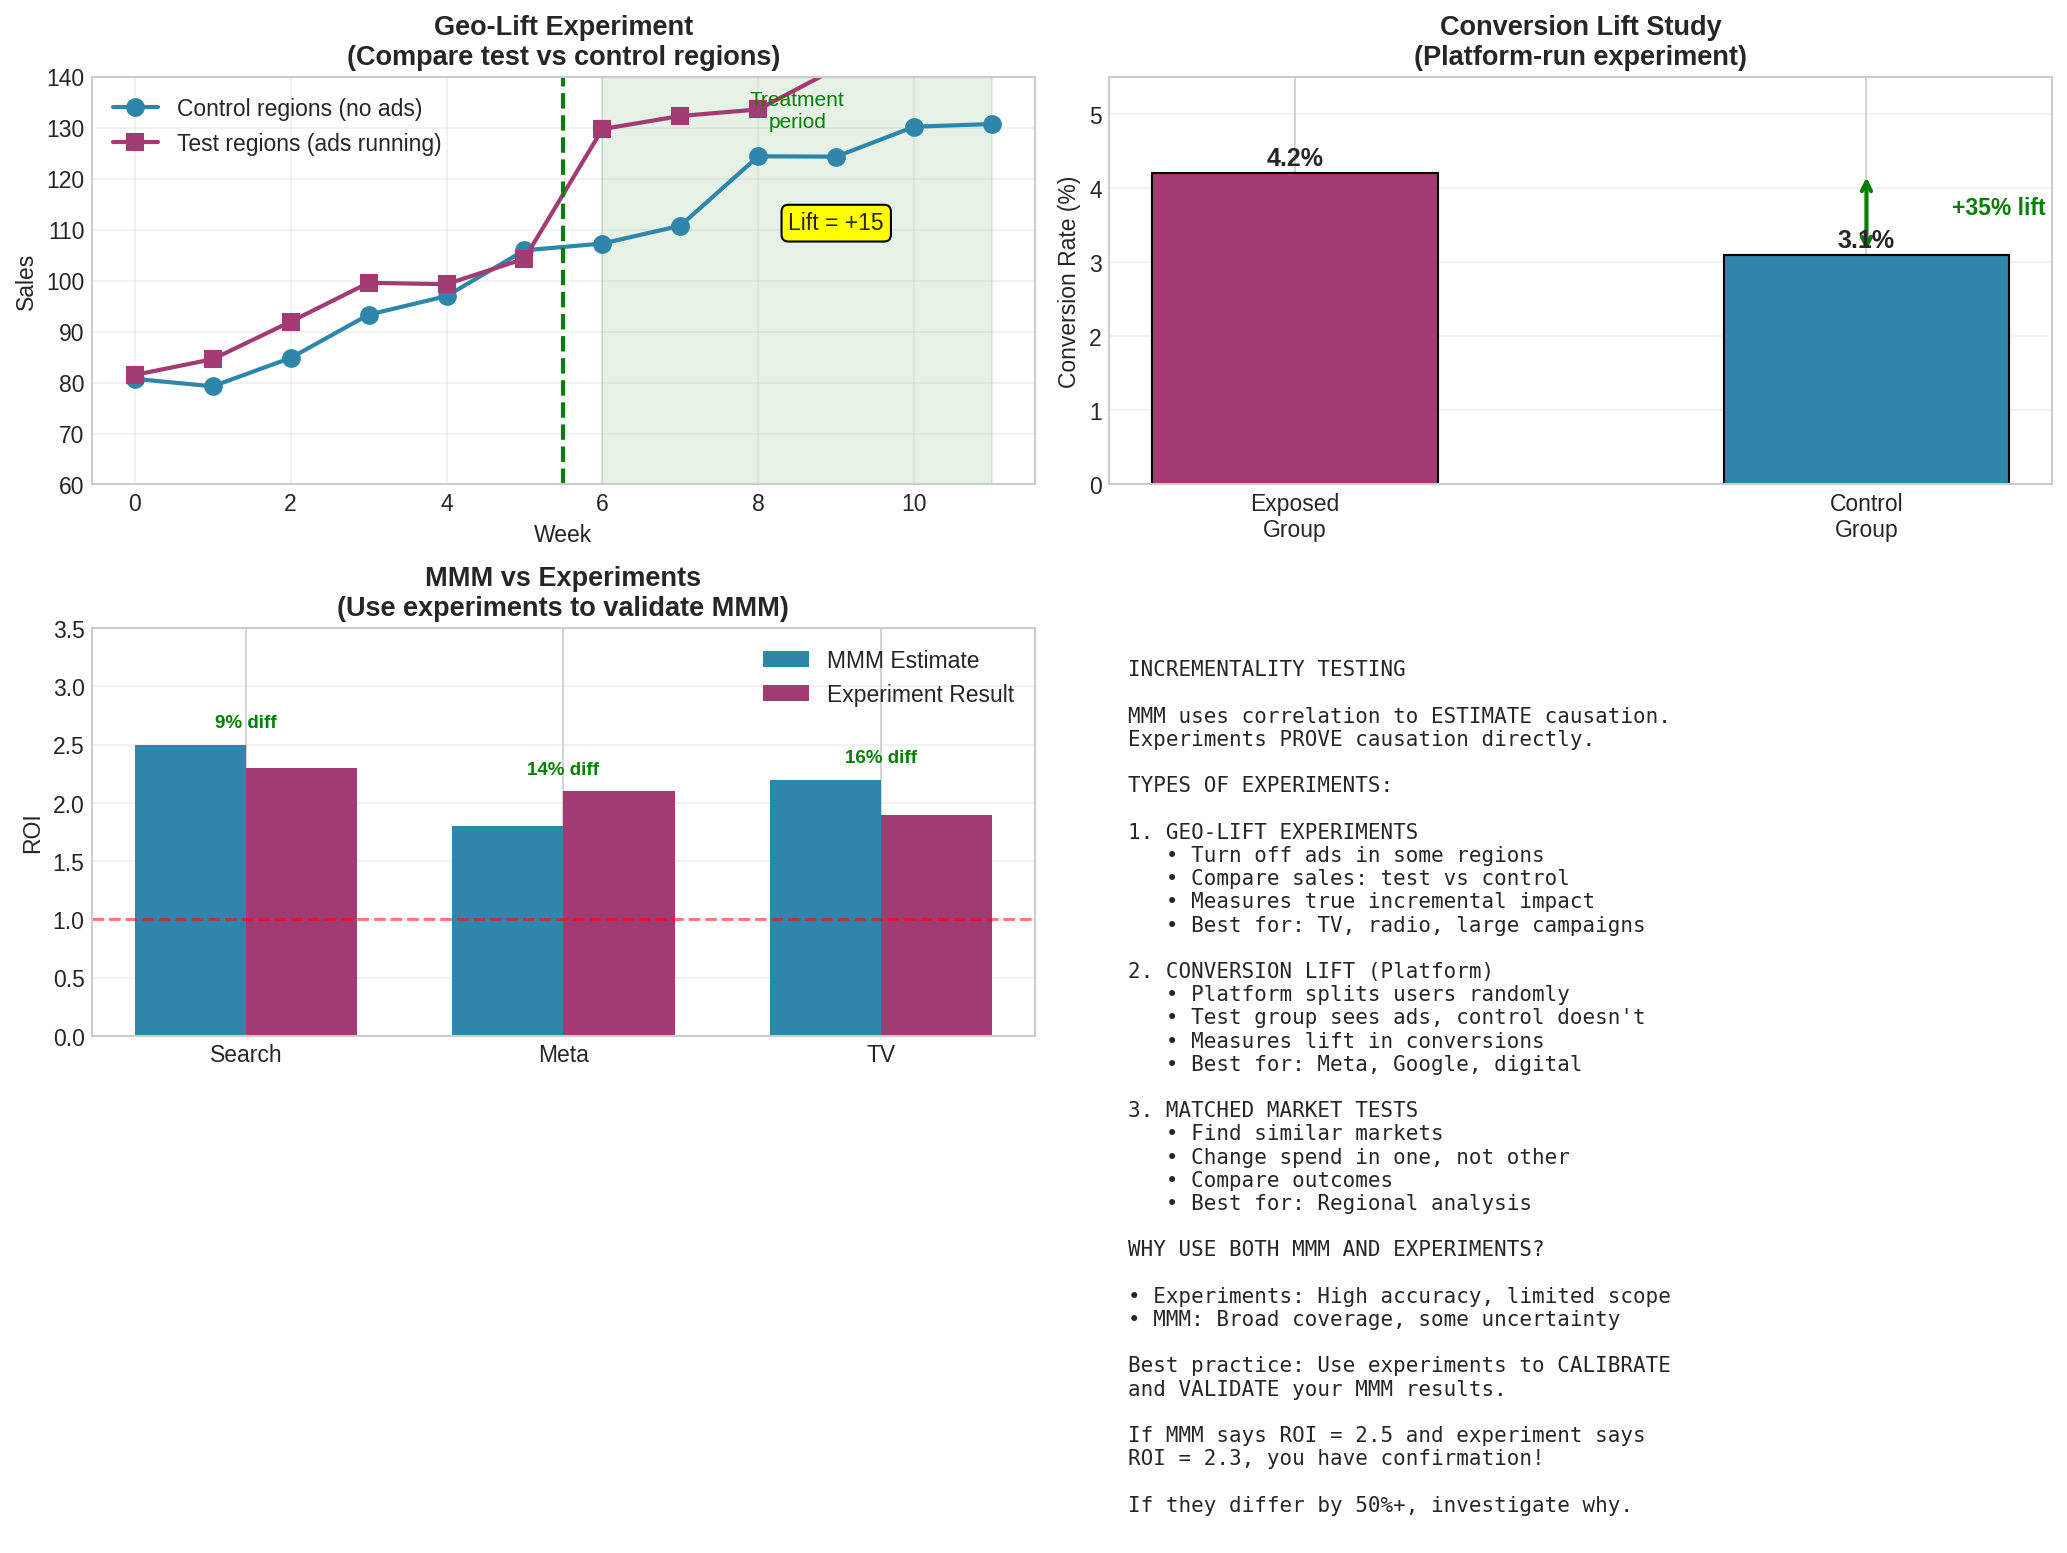 Geo-Lift Experiment
(Compare test vs control regions)
140
130
120
110
100
90
80
70
60
Sales
Control regions (no ads)
Test regions (ads running)
Treatment
period
Lift = +15
0
2
4
6
8
10
Week
Conversion Lift Study
(Platform-run experiment)
5
4
3
2
1
0
Conversion Rate (%)
4.2%
3.1%
+35% lift
Exposed
Group
Control
Group
MMM vs Experiments
(Use experiments to validate MMM)
3.5
3.0
2.5
2.0
1.5
1.0
0.5
0.0
ROI
MMM Estimate
Experiment Result
9% diff
14% diff
16% diff
Search
Meta
TV
INCREMENTALITY TESTING
MMM uses correlation to ESTIMATE causation.
Experiments PROVE causation directly.
TYPES OF EXPERIMENTS:
1. GEO-LIFT EXPERIMENTS
• Turn off ads in some regions
• Compare sales: test vs control
• Measures true incremental impact
• Best for: TV, radio, large campaigns
2. CONVERSION LIFT (Platform)
• Platform splits users randomly
• Test group sees ads, control doesn't
• Measures lift in conversions
• Best for: Meta, Google, digital
3. MATCHED MARKET TESTS
• Find similar markets
• Change spend in one, not other
• Compare outcomes
• Best for: Regional analysis
WHY USE BOTH MMM AND EXPERIMENTS?
• Experiments: High accuracy, limited scope
• MMM: Broad coverage, some uncertainty
Best practice: Use experiments to CALIBRATE
and VALIDATE your MMM results.
If MMM says ROI = 2.5 and experiment says
ROI = 2.3, you have confirmation!
If they differ by 50%+, investigate why.